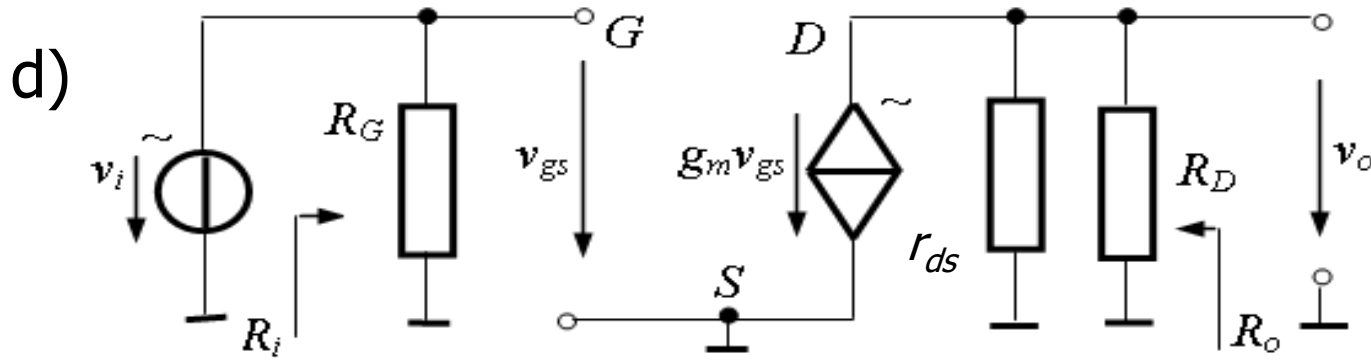 d)
G
D
~
~
R_G
v_i
v_gs
g_m v_gs
R_D
v_o
r_ds
S
R_i
R_o